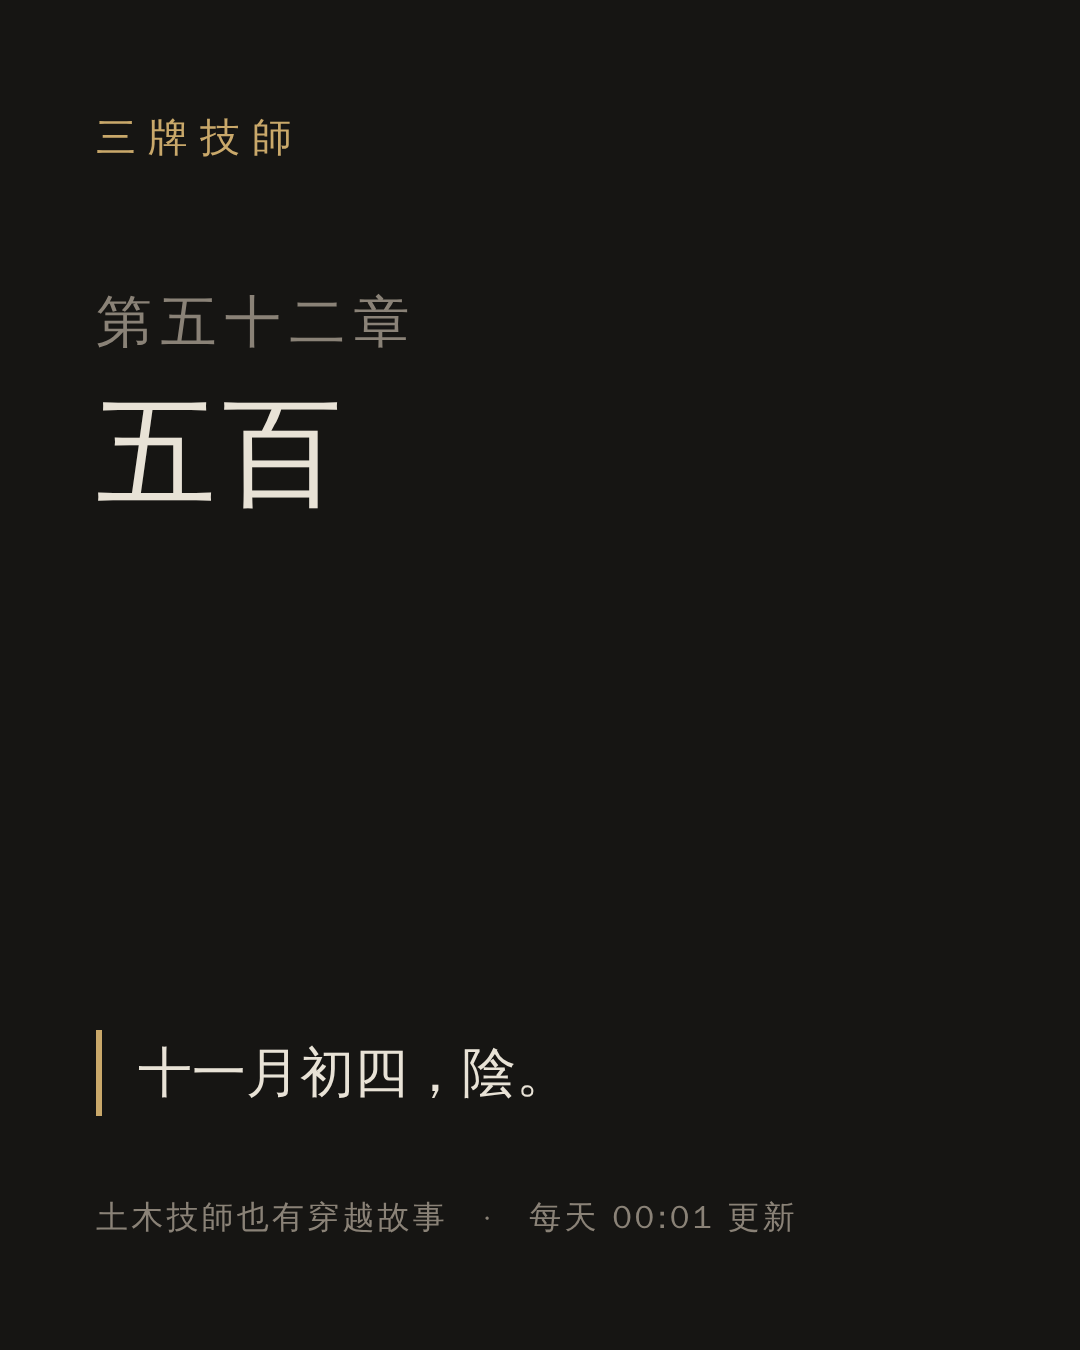 三牌技師
第五十二章
五百
十一月初四，陰。
土木技師也有穿越故事 · 每天 00:01 更新